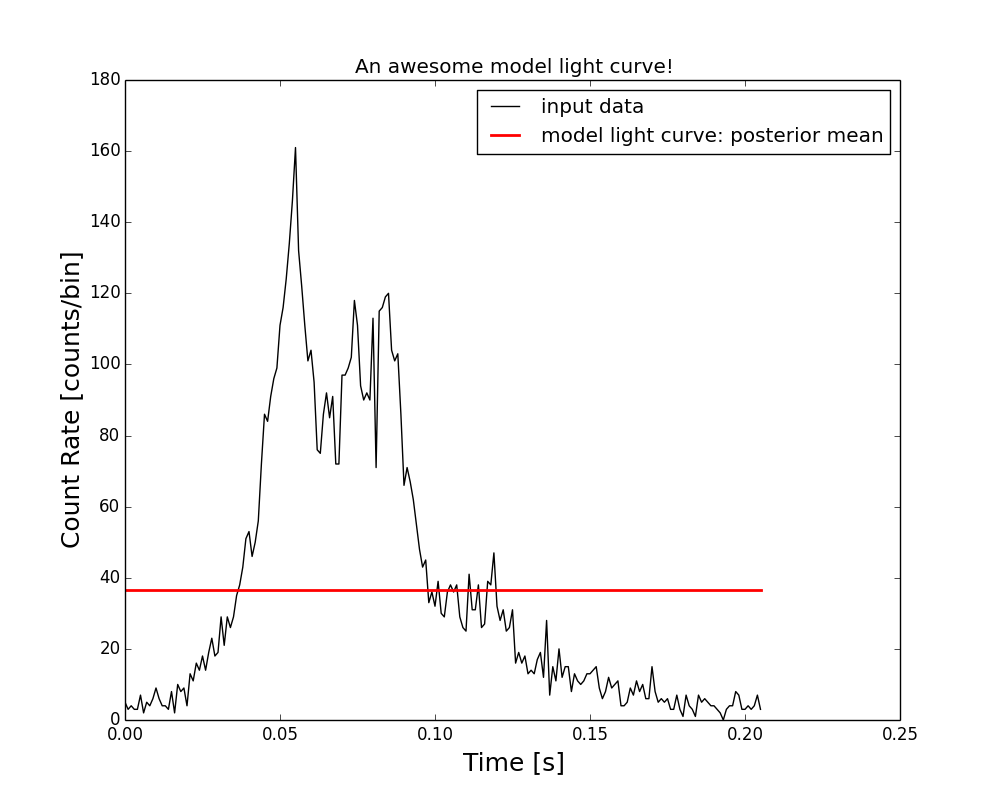 An awesome model light curve!
input data
model light curve: posterior mean
Count Rate [counts/bin]
180
160
140
120
100
80
60
40
20
0
0.00 0.05 0.10 0.15 0.20 0.25
Time [s]